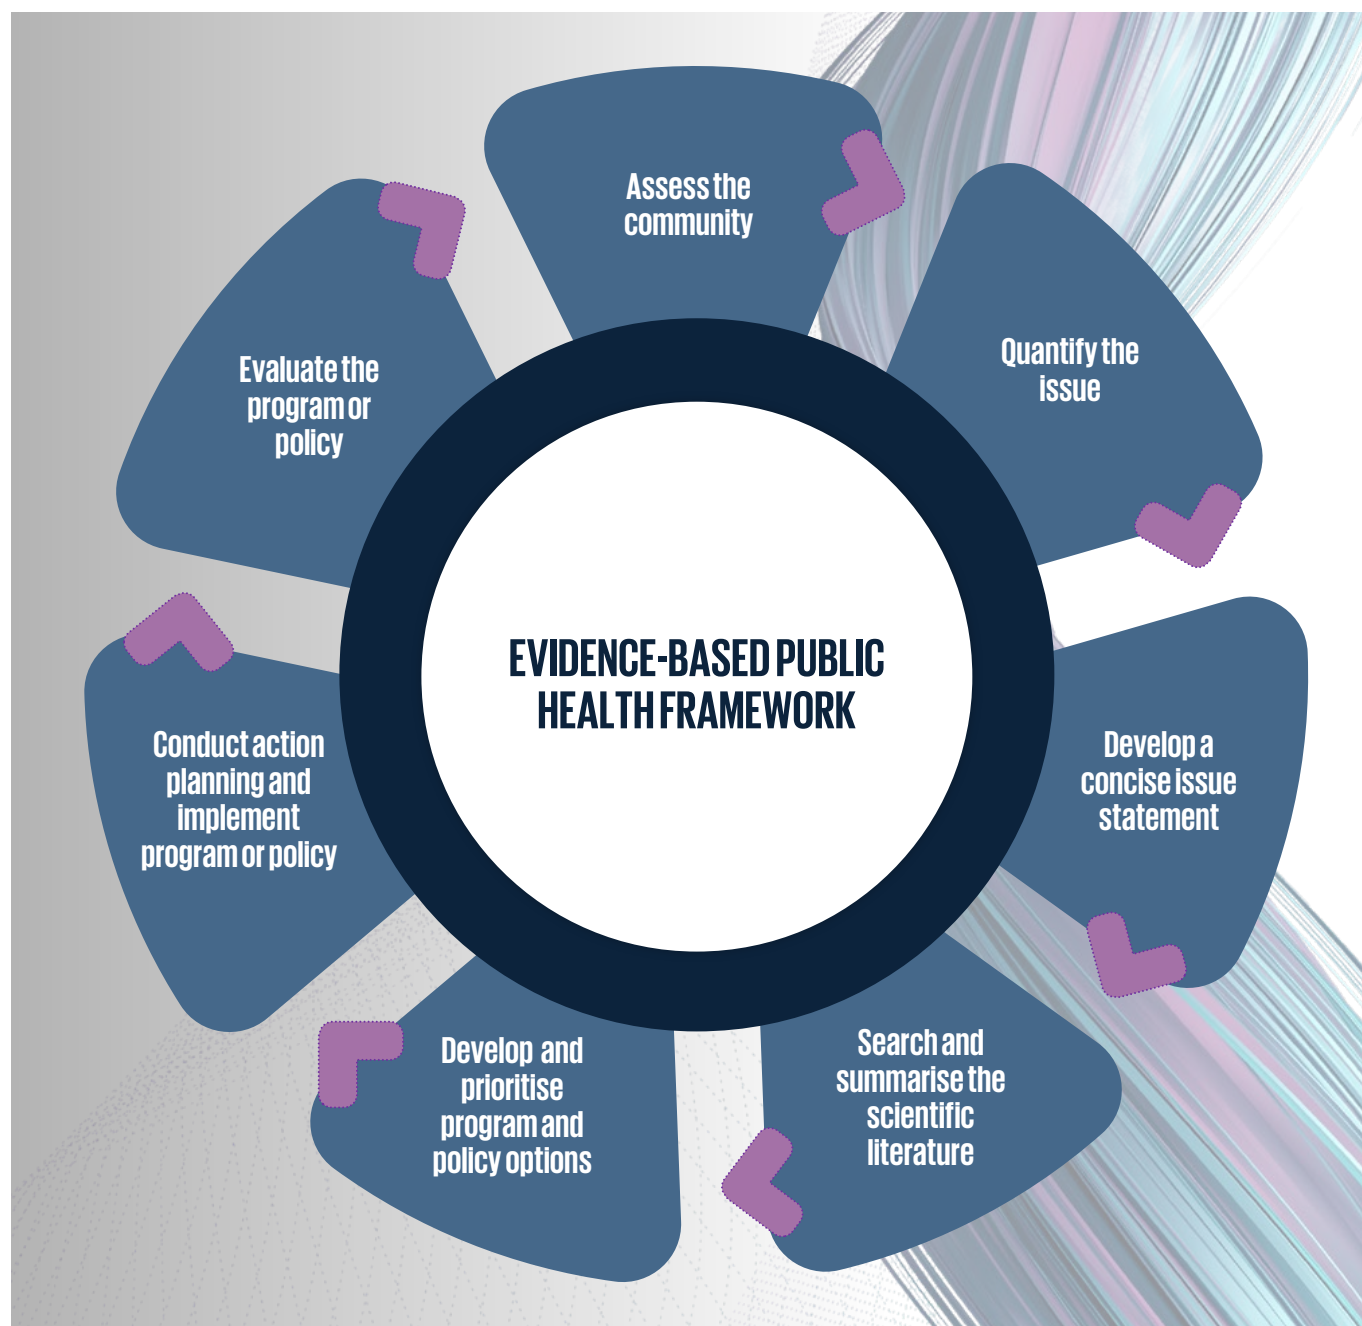 Assess the
community
Quantify the
issue
Develop a
concise issue
statement
Search and
summarise the
scientific
literature
Develop and
prioritise
program and
policy options
Conduct action
planning and
implement
program or policy
Evaluate the
program or
policy
EVIDENCE-BASED PUBLIC
HEALTH FRAMEWORK